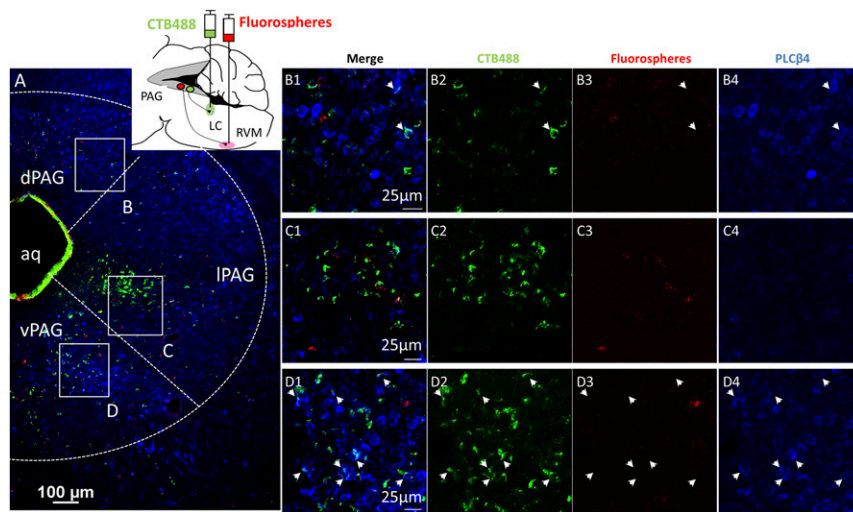 CTB488
Fluorospheres
PAG
LC
RVM
A
dPAG
B
aq
lPAG
vPAG
C
D
100 µm
Merge
CTB488
Fluorospheres
PLCβ4
B1
B2
B3
B4
25µm
C1
C2
C3
C4
25µm
D1
D2
D3
D4
25µm